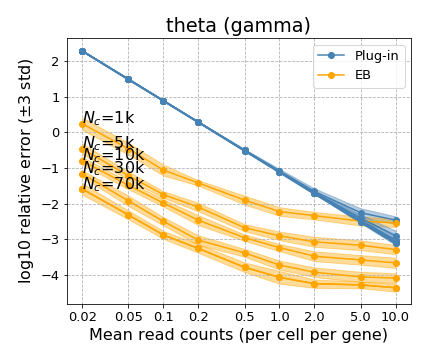 theta (gamma)
log10 relative error (±3 std)
2
1
0
−1
−2
−3
−4
Plug-in
EB
N_c=1k
N_c=5k
N_c=10k
N_c=30k
N_c=70k
0.02 0.05 0.1 0.2 0.5 1.0 2.0 5.0 10.0
Mean read counts (per cell per gene)